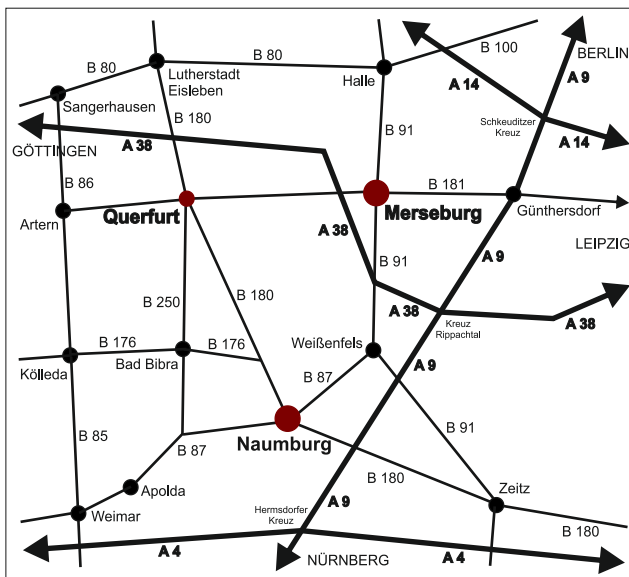 B 80
B 100
BERLIN
B 80
Lutherstadt
Eisleben
Halle
A 9
A 14
Sangerhausen
B 180
B 91
Schkeuditzer
Kreuz
A 14
GÖTTINGEN
A 38
B 86
B 181
Artern
Querfurt
A 38
Merseburg
Günthersdorf
LEIPZIG
B 91
A 9
B 250
B 180
A 38
Kreuz
Rippachtal
A 38
B 176
B 176
Weißenfels
Kölleda
Bad Bibra
A 9
B 87
B 85
B 87
Naumburg
B 91
B 180
Apolda
Zeitz
A 9
Weimar
Hermsdorfer
Kreuz
B 180
A 4
NÜRNBERG
A 4